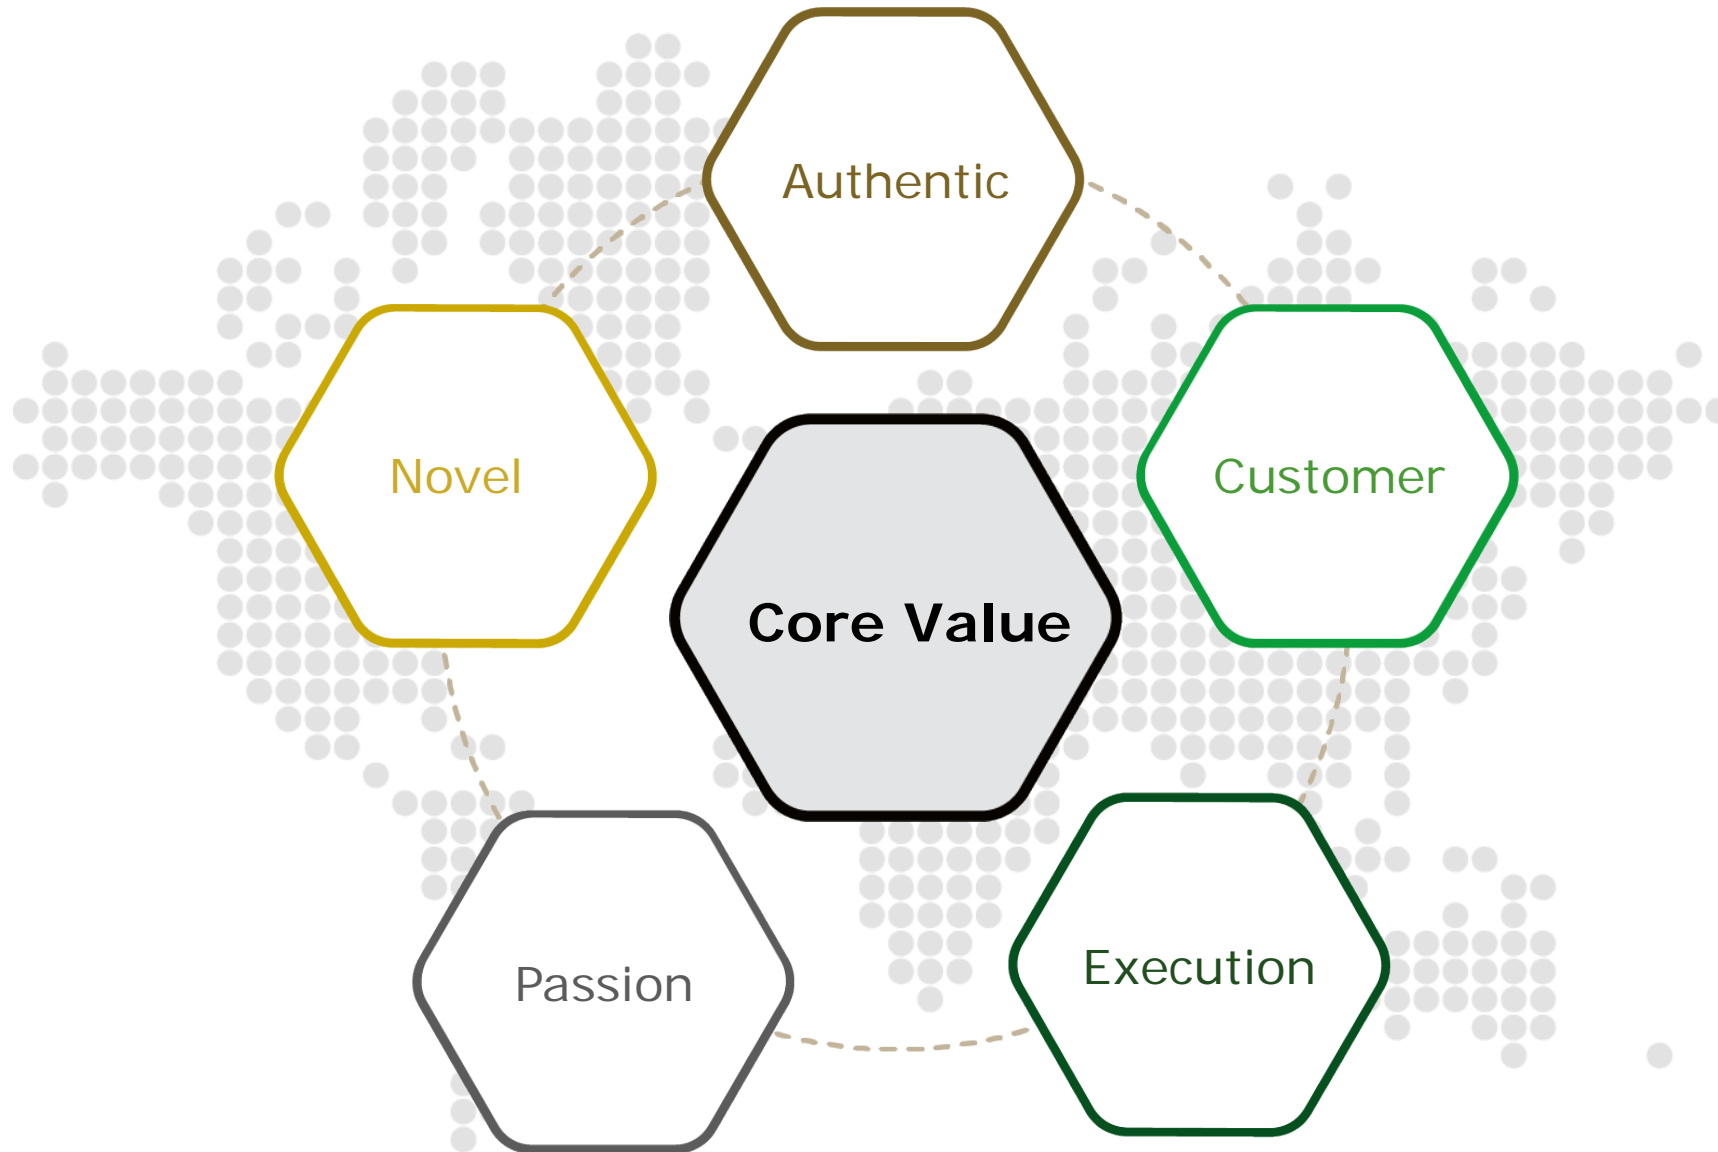 Authentic
Novel
Customer
Core Value
Passion
Execution